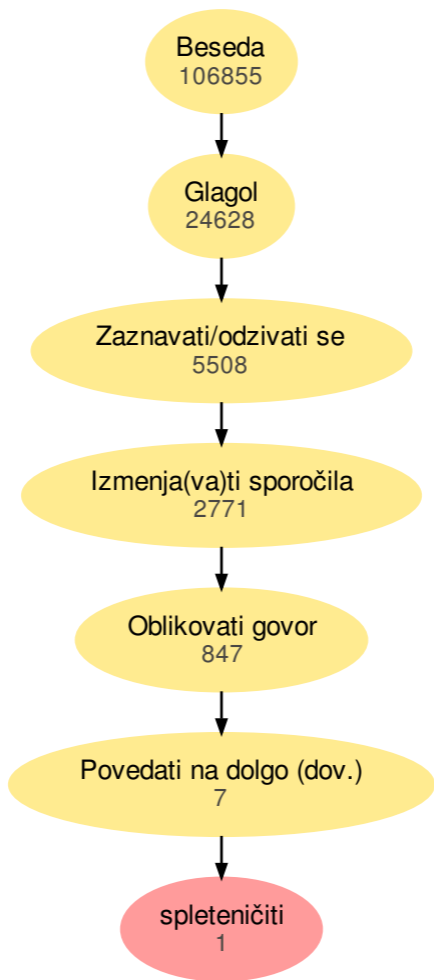 Beseda
106855
Glagol
24628
Zaznavati/odzivati se
5508
Izmenja(va)ti sporočila
2771
Oblikovati govor
847
Povedati na dolgo (dov.)
7
spleteničiti
1